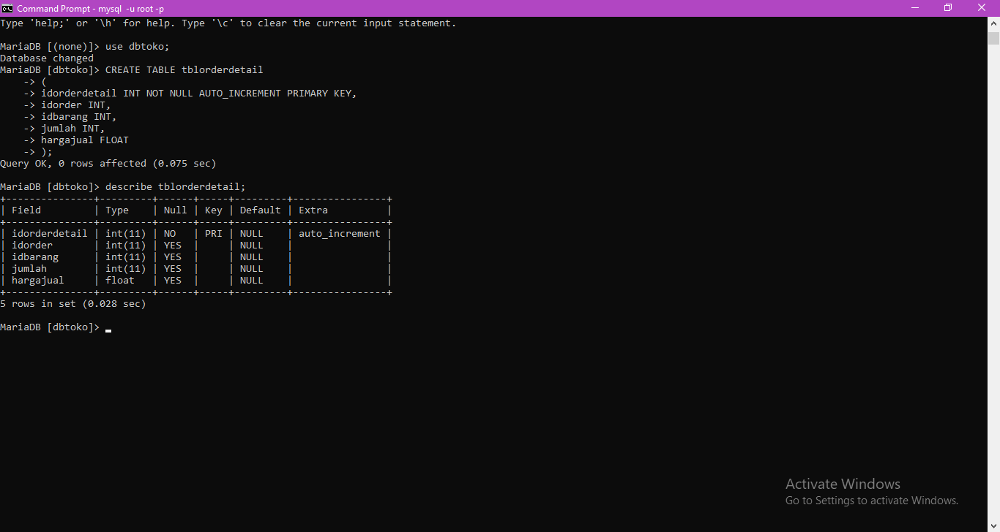 Command Prompt - mysql  -u root -p
Type 'help;' or '\h' for help. Type '\c' to clear the current input statement.
MariaDB [(none)]> use dbtoko;
Database changed
MariaDB [dbtoko]> CREATE TABLE tblorderdetail
    -> (
    -> idorderdetail INT NOT NULL AUTO_INCREMENT PRIMARY KEY,
    -> idorder INT,
    -> idbarang INT,
    -> jumlah INT,
    -> hargajual FLOAT
    -> );
Query OK, 0 rows affected (0.075 sec)
MariaDB [dbtoko]> describe tblorderdetail;
+---------------+---------+------+-----+---------+----------------+
| Field         | Type    | Null | Key | Default | Extra          |
+---------------+---------+------+-----+---------+----------------+
| idorderdetail | int(11) | NO   | PRI | NULL    | auto_increment |
| idorder       | int(11) | YES  |     | NULL    |                |
| idbarang      | int(11) | YES  |     | NULL    |                |
| jumlah        | int(11) | YES  |     | NULL    |                |
| hargajual     | float   | YES  |     | NULL    |                |
+---------------+---------+------+-----+---------+----------------+
5 rows in set (0.028 sec)
MariaDB [dbtoko]>
Activate Windows
Go to Settings to activate Windows.